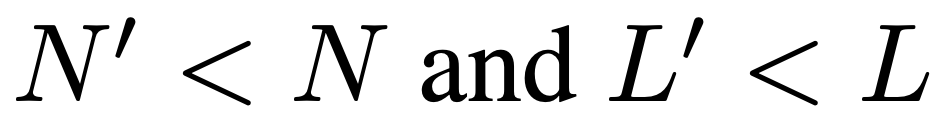 N′ < N and L′ < L